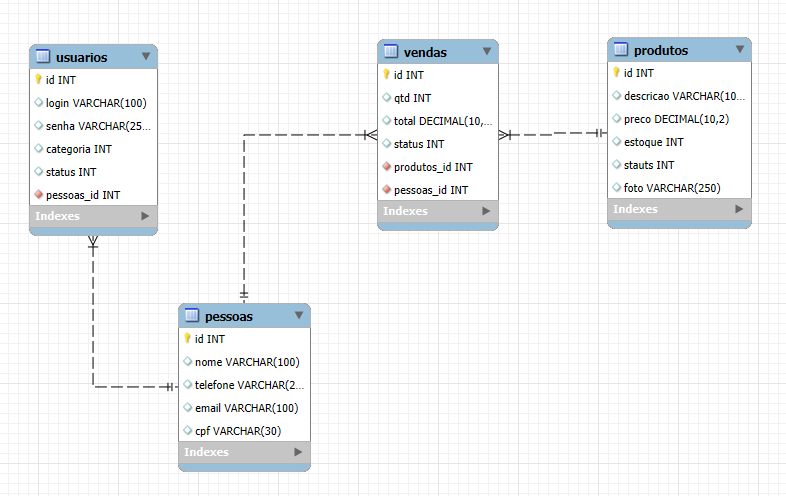 usuarios
id INT
login VARCHAR(100)
senha VARCHAR(25...
categoria INT
status INT
pessoas_id INT
Indexes
vendas
id INT
qtd INT
total DECIMAL(10,...
status INT
produtos_id INT
pessoas_id INT
Indexes
produtos
id INT
descricao VARCHAR(10...
preco DECIMAL(10,2)
estoque INT
stauts INT
foto VARCHAR(250)
Indexes
pessoas
id INT
nome VARCHAR(100)
telefone VARCHAR(2...
email VARCHAR(100)
cpf VARCHAR(30)
Indexes